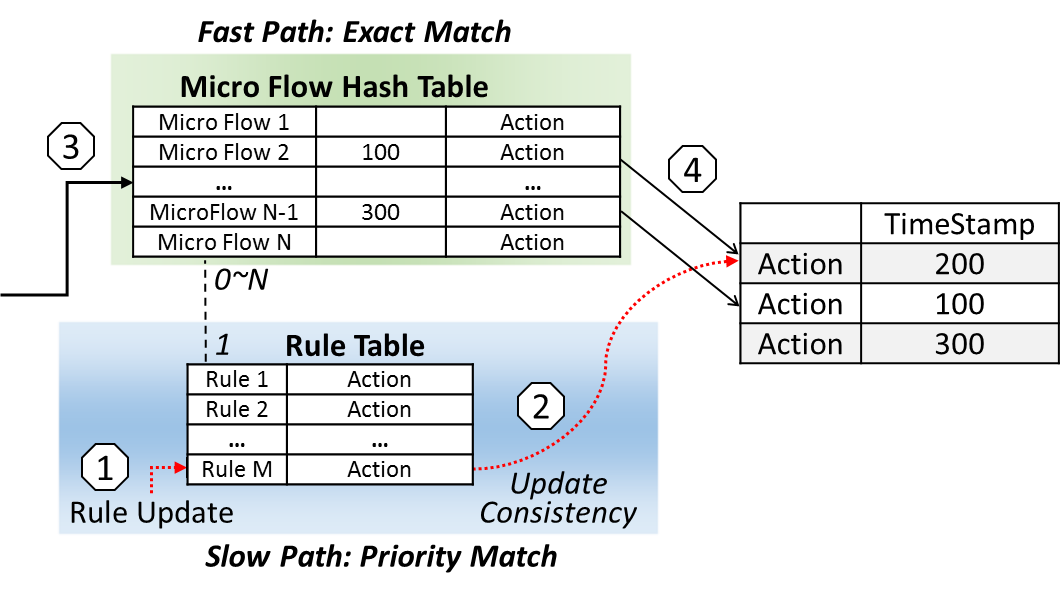 Fast Path: Exact Match
Micro Flow Hash Table
Micro Flow 1 Action
Micro Flow 2 100 Action
... ...
MicroFlow N-1 300 Action
Micro Flow N Action
3
4
TimeStamp
Action 200
Action 100
Action 300
0~N
1
Rule Table
Rule 1 Action
Rule 2 Action
... ...
Rule M Action
1
2
Rule Update
Update
Consistency
Slow Path: Priority Match